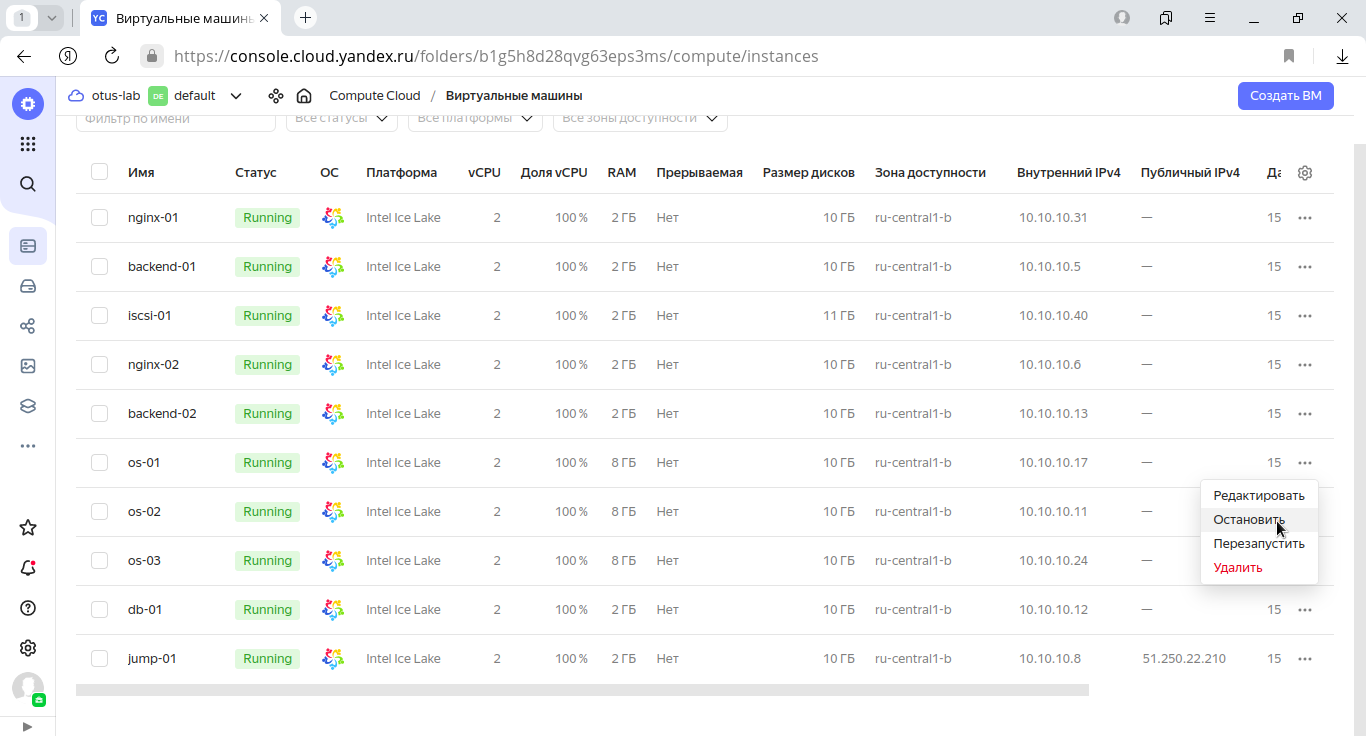 1
YC Виртуальные машины
https://console.cloud.yandex.ru/folders/b1g5h8d28qvg63eps3ms/compute/instances
otus-lab DE default Compute Cloud / Виртуальные машины Создать ВМ
Фильтр по имени Все статусы Все платформы Все зоны доступности
Имя Статус ОС Платформа vCPU Доля vCPU RAM Прерываемая Размер дисков Зона доступности Внутренний IPv4 Публичный IPv4 Да
nginx-01 Running Intel Ice Lake 2 100 % 2 ГБ Нет 10 ГБ ru-central1-b 10.10.10.31 — 15
backend-01 Running Intel Ice Lake 2 100 % 2 ГБ Нет 10 ГБ ru-central1-b 10.10.10.5 — 15
iscsi-01 Running Intel Ice Lake 2 100 % 2 ГБ Нет 11 ГБ ru-central1-b 10.10.10.40 — 15
nginx-02 Running Intel Ice Lake 2 100 % 2 ГБ Нет 10 ГБ ru-central1-b 10.10.10.6 — 15
backend-02 Running Intel Ice Lake 2 100 % 2 ГБ Нет 10 ГБ ru-central1-b 10.10.10.13 — 15
os-01 Running Intel Ice Lake 2 100 % 8 ГБ Нет 10 ГБ ru-central1-b 10.10.10.17 — 15
os-02 Running Intel Ice Lake 2 100 % 8 ГБ Нет 10 ГБ ru-central1-b 10.10.10.11 —
os-03 Running Intel Ice Lake 2 100 % 8 ГБ Нет 10 ГБ ru-central1-b 10.10.10.24 —
Редактировать
Остановить
Перезапустить
Удалить
db-01 Running Intel Ice Lake 2 100 % 2 ГБ Нет 10 ГБ ru-central1-b 10.10.10.12 — 15
jump-01 Running Intel Ice Lake 2 100 % 2 ГБ Нет 10 ГБ ru-central1-b 10.10.10.8 51.250.22.210 15